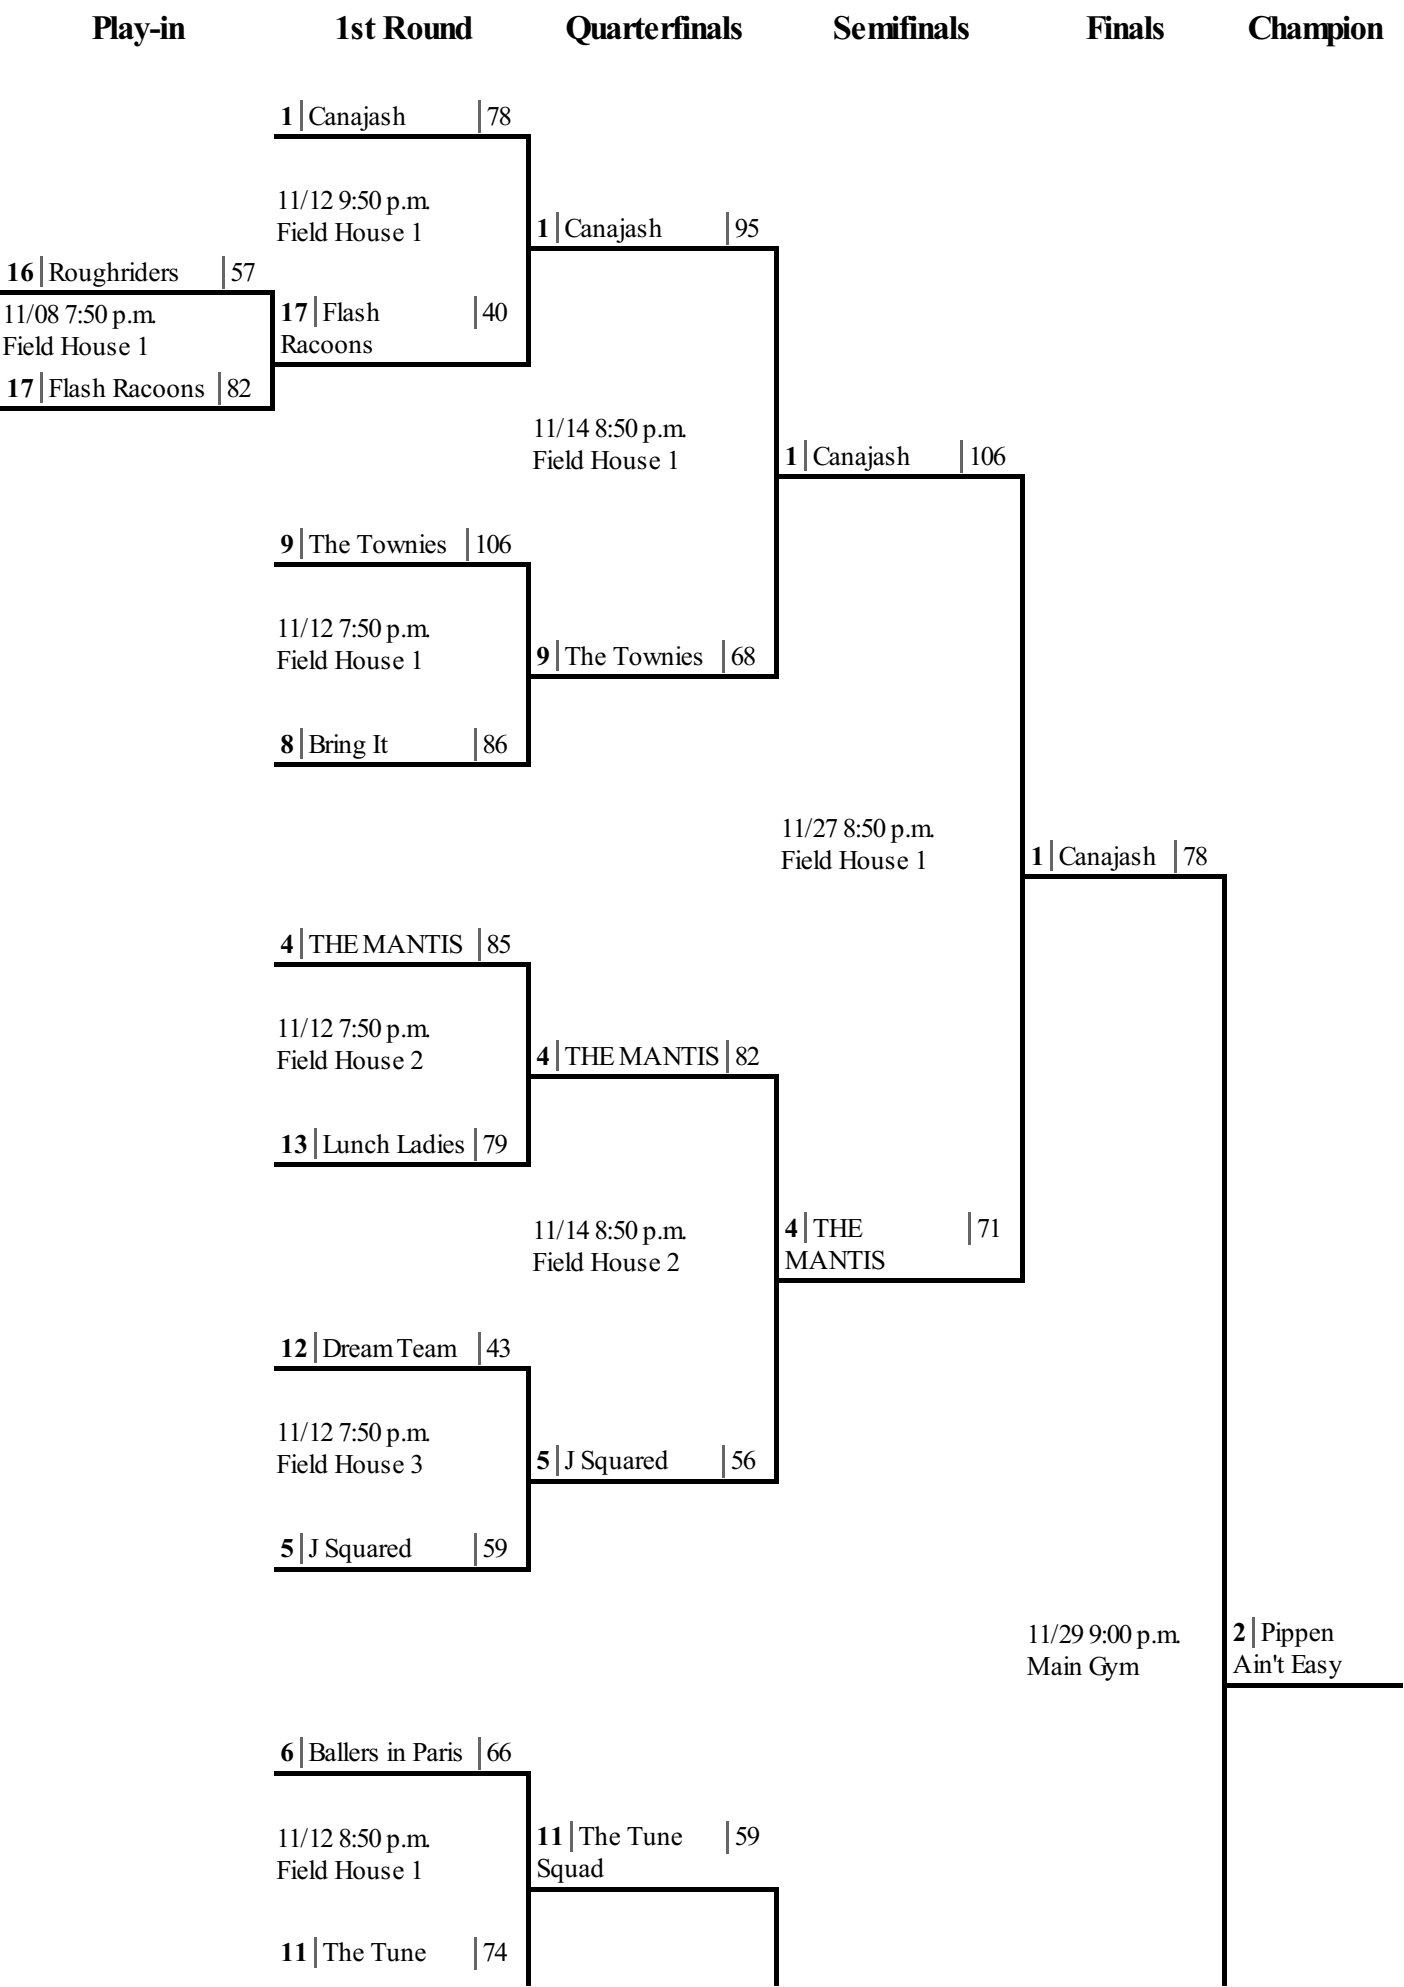 Play-in 1st Round Quarterfinals Semifinals Finals Champion
1 Canajash 78
11/12 9:50 p.m.
Field House 1
1 Canajash 95
16 Roughriders 57
11/08 7:50 p.m.
Field House 1
17 Flash Racoons 82
17 Flash 40
Racoons
11/14 8:50 p.m.
Field House 1
1 Canajash 106
9 The Townies 106
11/12 7:50 p.m.
Field House 1
9 The Townies 68
8 Bring It 86
11/27 8:50 p.m.
Field House 1
1 Canajash 78
4 THE MANTIS 85
11/12 7:50 p.m.
Field House 2
4 THE MANTIS 82
13 Lunch Ladies 79
11/14 8:50 p.m.
Field House 2
4 THE 71
MANTIS
12 Dream Team 43
11/12 7:50 p.m.
Field House 3
5 J Squared 56
5 J Squared 59
11/29 9:00 p.m.
Main Gym
2 Pippen
Ain't Easy
6 Ballers in Paris 66
11/12 8:50 p.m.
Field House 1
11 The Tune 59
Squad
11 The Tune 74